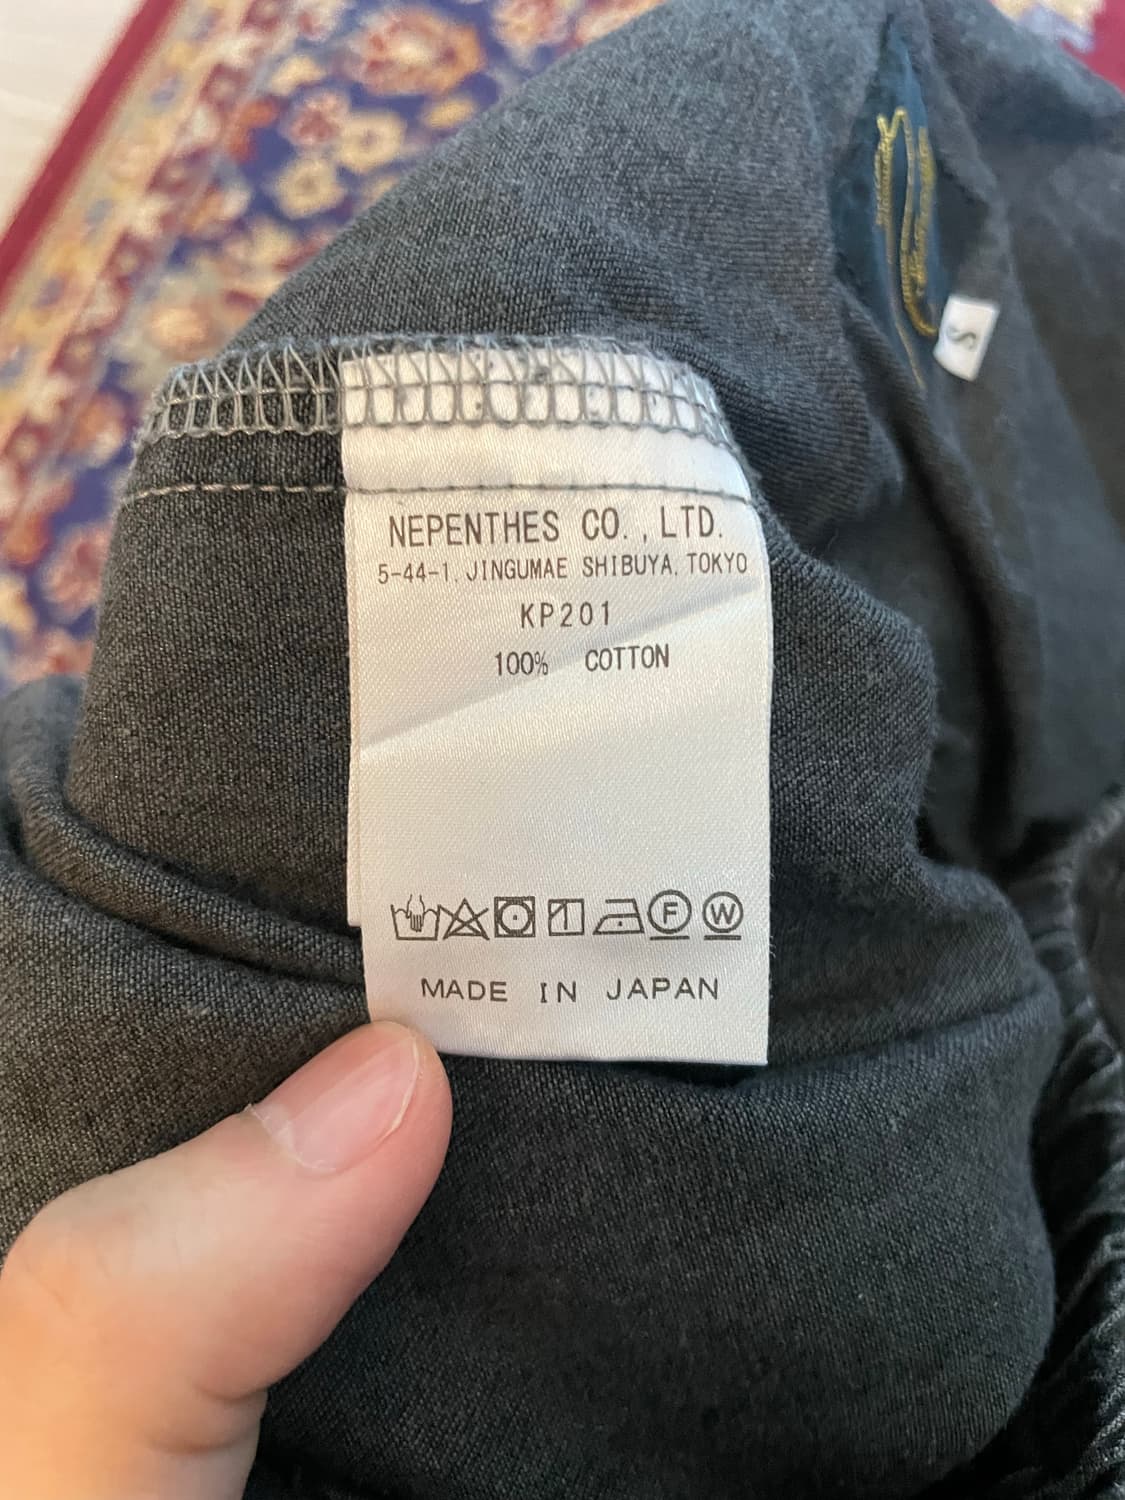 S
NEPENTHES CO., LTD.
5-44-1, JINGUMAE SHIBUYA, TOKYO
KP201
100% COTTON
F W
MADE IN JAPAN